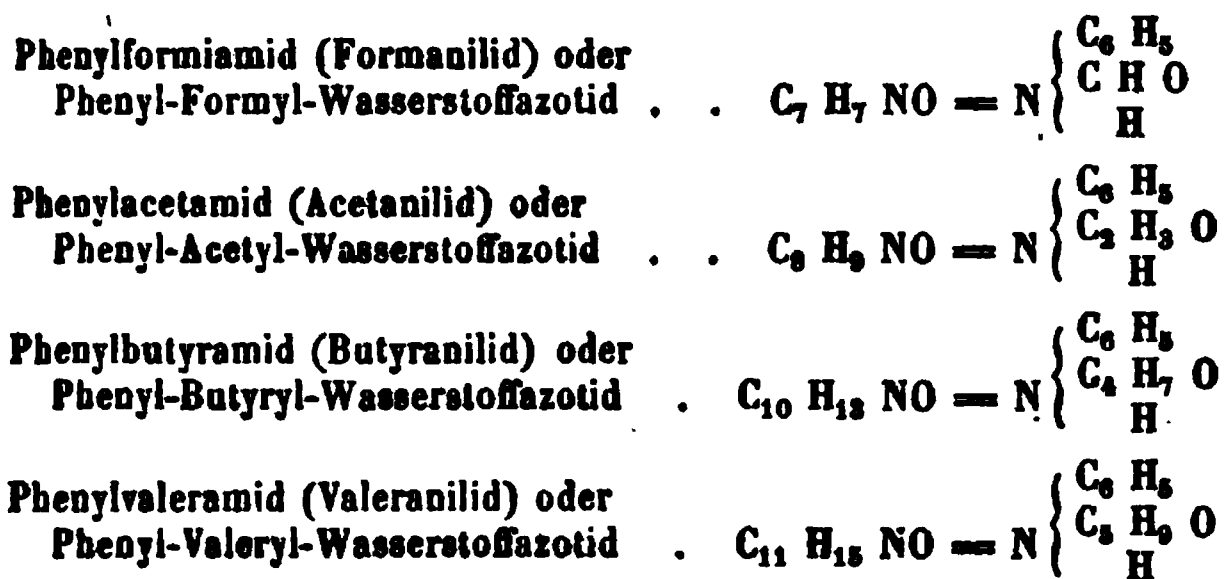 Phenylformiamid (Formanilid) oder
Phenyl-Formyl-Wasserstoffazotid . . C₇ H₇ NO = N { C₆ H₅
C H O
H
Phenylacetamid (Acetanilid) oder
Phenyl-Acetyl-Wasserstoffazotid . . C₈ H₉ NO = N { C₆ H₅
C₂ H₃ O
H
Phenylbutyramid (Butyranilid) oder
Phenyl-Butyryl-Wasserstoffazotid . C₁₀ H₁₃ NO = N { C₆ H₅
C₄ H₇ O
H
Phenylvaleramid (Valeranilid) oder
Phenyl-Valeryl-Wasserstoffazotid . C₁₁ H₁₅ NO = N { C₆ H₅
C₅ H₉ O
H